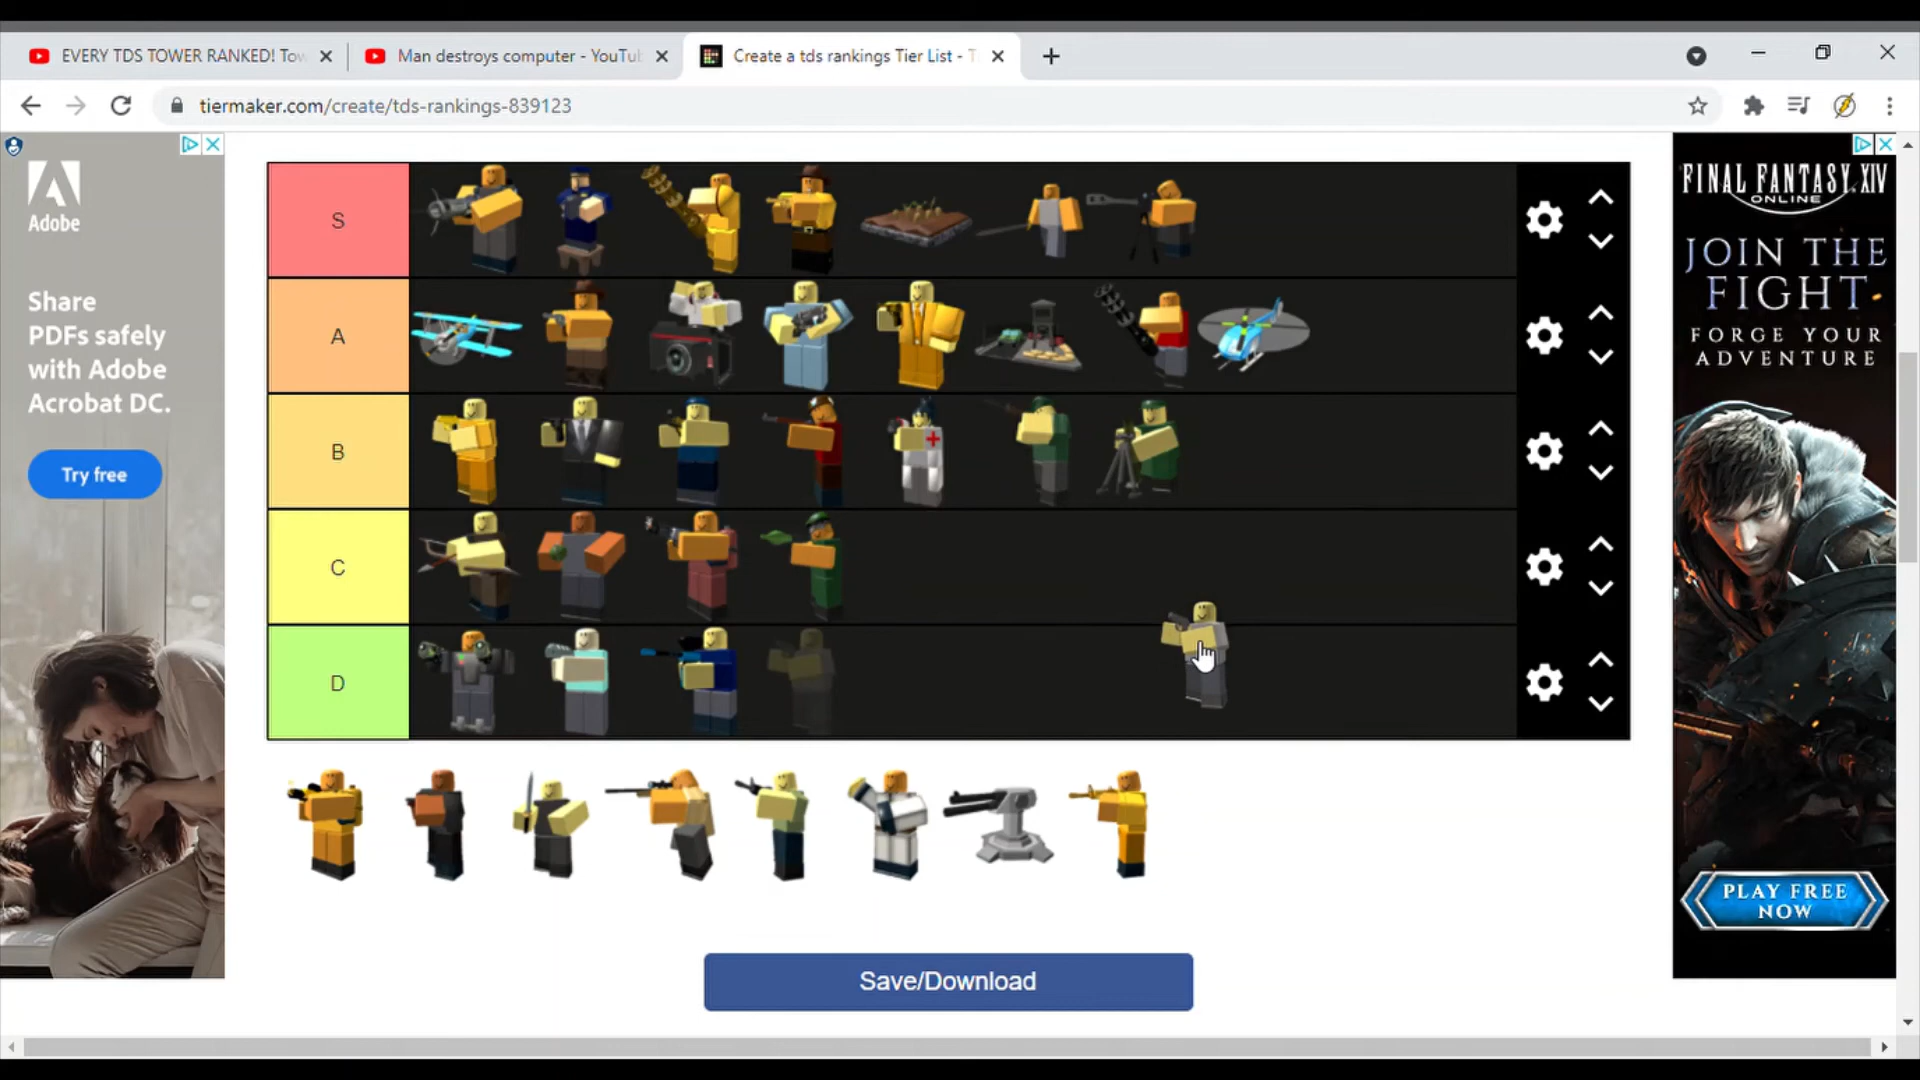 EVERY TDS TOWER RANKED! Tow
Man destroys computer - YouTu
Create a tds rankings Tier List - T
tiermaker.com/create/tds-rankings-839123
Adobe
Share
PDFs safely
with Adobe
Acrobat DC.
Try free
S
A
B
C
D
Save/Download
FINAL FANTASY XIV
ONLINE
JOIN THE
FIGHT
FORGE YOUR
ADVENTURE
PLAY FREE
NOW